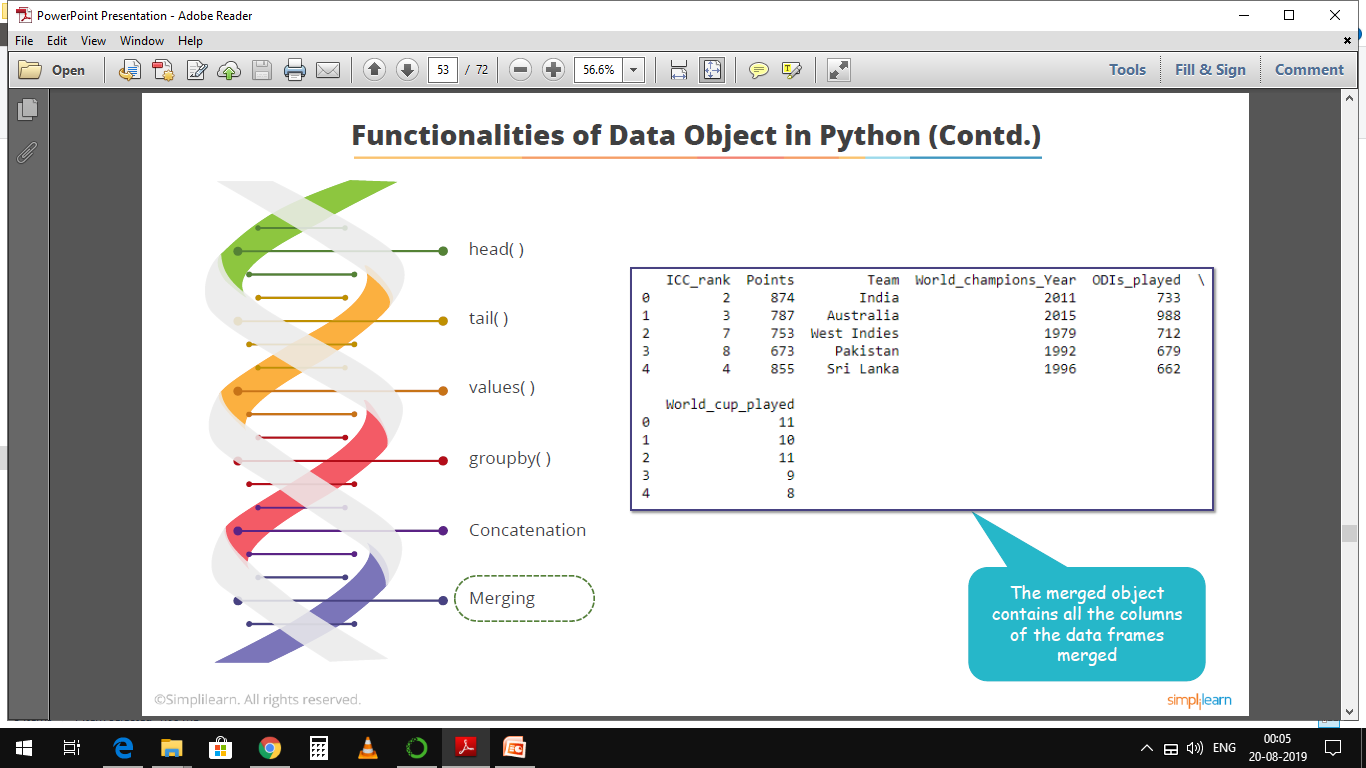 PowerPoint Presentation - Adobe Reader
File Edit View Window Help
Open 53 / 72 56.6% Tools Fill & Sign Comment
Functionalities of Data Object in Python (Contd.)
head( )
tail( )
values( )
groupby( )
Concatenation
Merging
ICC_rank Points Team World_champions_Year ODIs_played \
0 2 874 India 2011 733
1 3 787 Australia 2015 988
2 7 753 West Indies 1979 712
3 8 673 Pakistan 1992 679
4 4 855 Sri Lanka 1996 662
World_cup_played
0 11
1 10
2 11
3 9
4 8
The merged object
contains all the columns
of the data frames
merged
©Simplilearn. All rights reserved.
simplilearn
ENG
00:05
20-08-2019